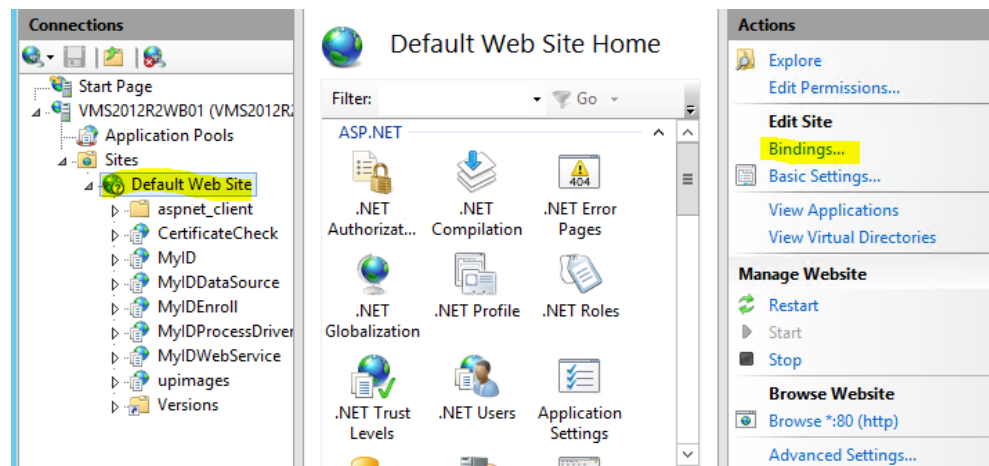 Connections
Start Page
VMS2012R2WB01 (VMS2012R2
Application Pools
Sites
Default Web Site
aspnet_client
CertificateCheck
MyID
MyIDDataSource
MyIDEnroll
MyIDProcessDriver
MyIDWebService
upimages
Versions
Default Web Site Home
Filter:
Go
ASP.NET
.NET
Authorizat...
.NET
Compilation
404
.NET Error
Pages
.NET
Globalization
.NET Profile
.NET Roles
.NET Trust
Levels
.NET Users
Application
Settings
Actions
Explore
Edit Permissions...
Edit Site
Bindings...
Basic Settings...
View Applications
View Virtual Directories
Manage Website
Restart
Start
Stop
Browse Website
Browse *:80 (http)
Advanced Settings...